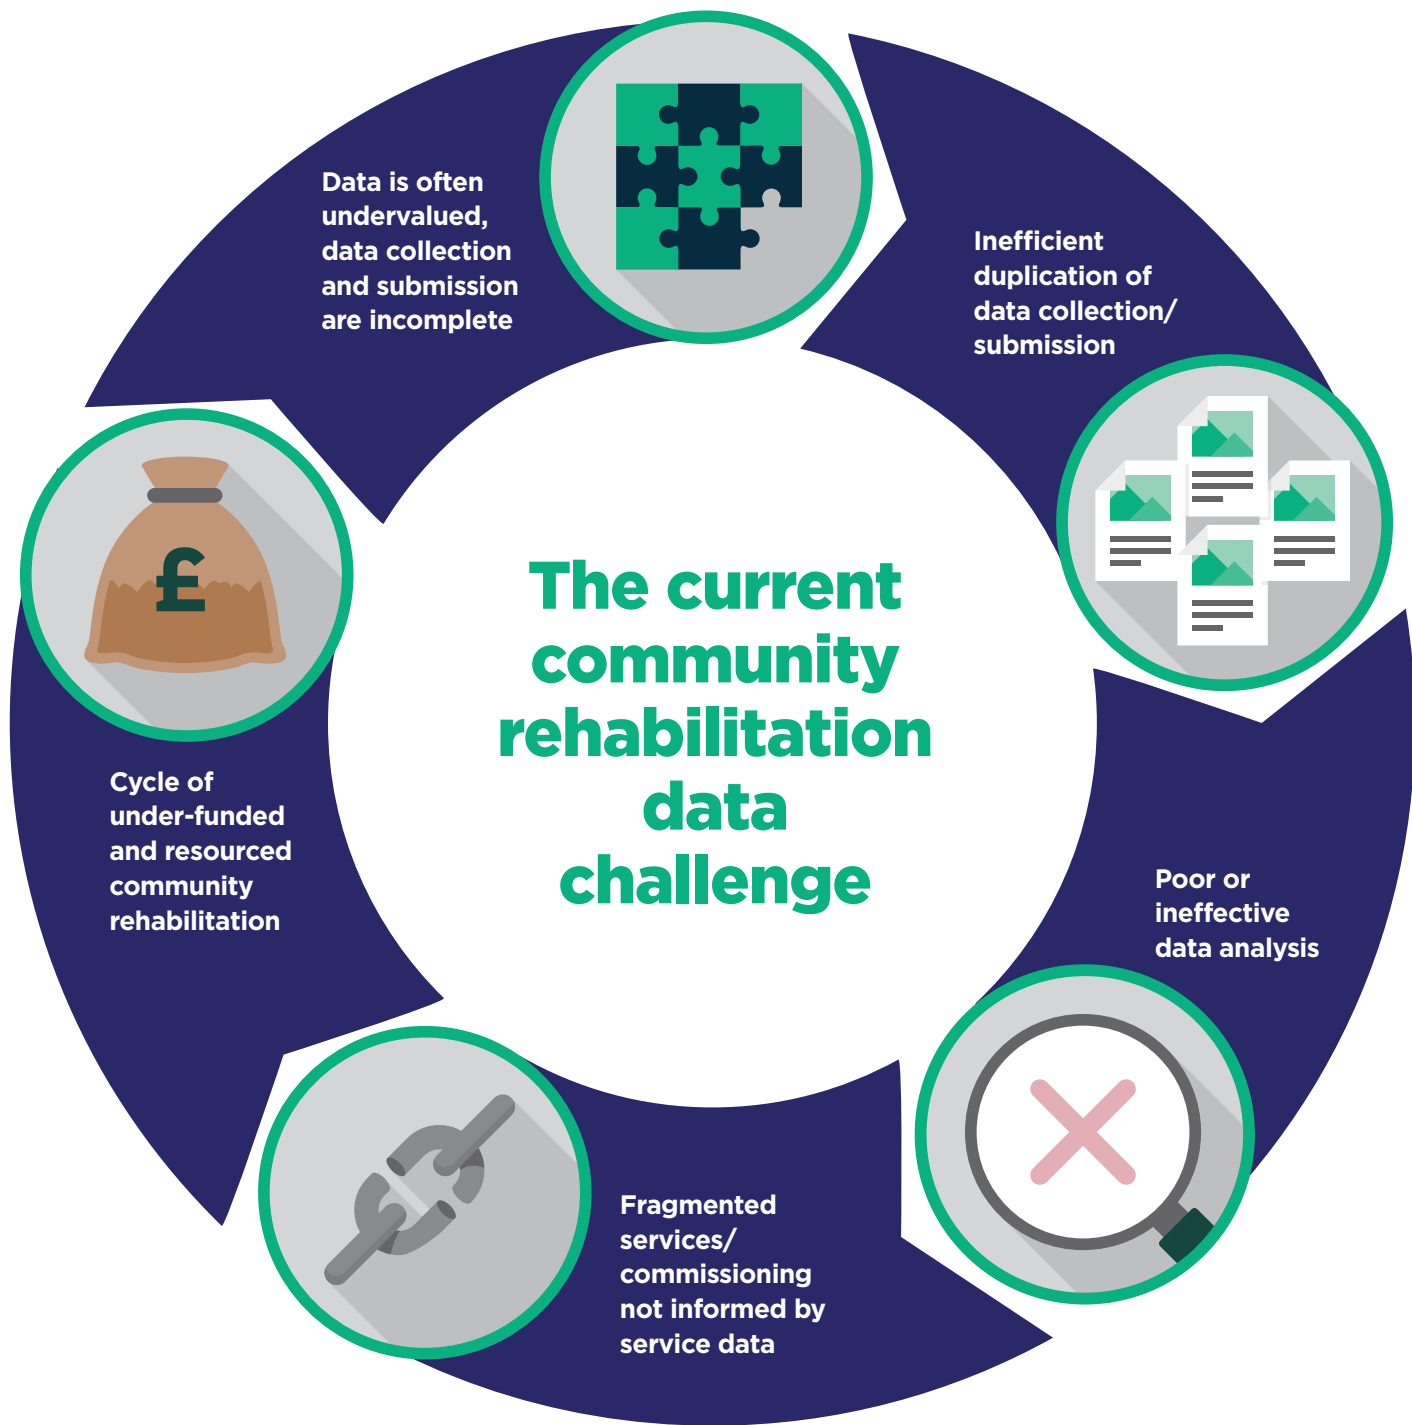 Data is often
undervalued,
data collection
and submission
are incomplete
Inefficient
duplication of
data collection/
submission
£
The current
community
rehabilitation
data
challenge
Cycle of
under-funded
and resourced
community
rehabilitation
Poor or
ineffective
data analysis
Fragmented
services/
commissioning
not informed by
service data